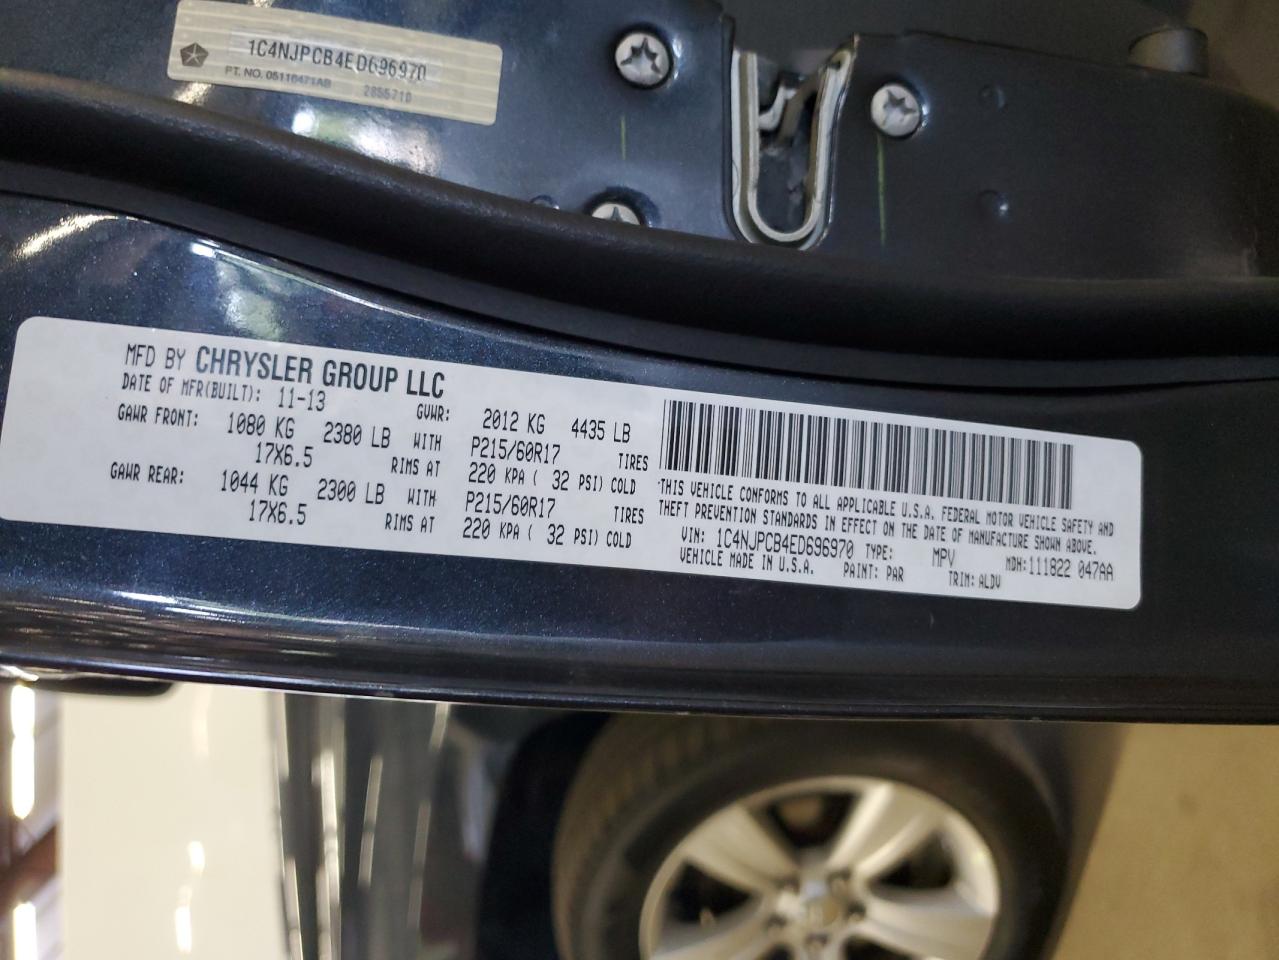 1C4NJPCB4ED696970
PT. NO. 05116471AB 2855710
MFD BY CHRYSLER GROUP LLC
DATE OF MFR(BUILT): 11-13 GVWR: 2012 KG 4435 LB
GAWR FRONT: 1080 KG 2380 LB WITH P215/60R17 TIRES
17X6.5 RIMS AT 220 KPA ( 32 PSI) COLD
GAWR REAR: 1044 KG 2300 LB WITH P215/60R17 TIRES
17X6.5 RIMS AT 220 KPA ( 32 PSI) COLD
THIS VEHICLE CONFORMS TO ALL APPLICABLE U.S.A. FEDERAL MOTOR VEHICLE SAFETY AND
THEFT PREVENTION STANDARDS IN EFFECT ON THE DATE OF MANUFACTURE SHOWN ABOVE.
VIN: 1C4NJPCB4ED696970 TYPE: MPV MDH:111822 047AA
VEHICLE MADE IN U.S.A. PAINT: PAR TRIM: ALDV